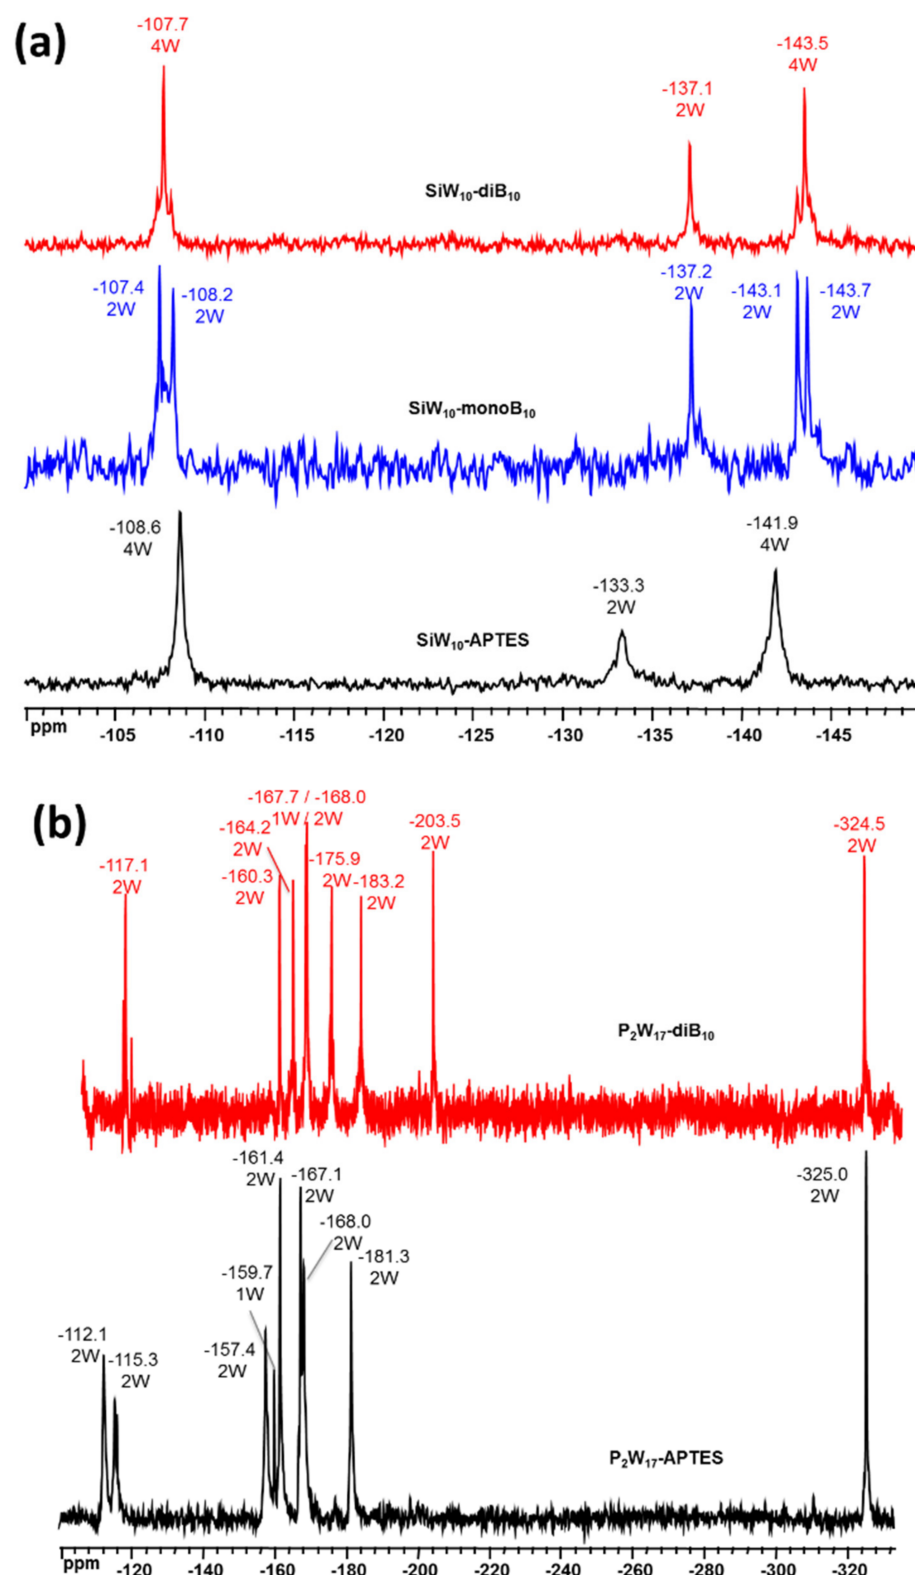 (a)
-107.7
4W
-143.5
4W
-137.1
2W
SiW10-diB10
-107.4
2W
-108.2
2W
-137.2
2W
-143.1
2W
-143.7
2W
SiW10-monoB10
-108.6
4W
-141.9
4W
-133.3
2W
SiW10-APTES
ppm -105 -110 -115 -120 -125 -130 -135 -140 -145
(b)
-167.7 / -168.0
1W / 2W
-164.2
2W
-160.3
2W
-117.1
2W
-175.9
2W
-183.2
2W
-203.5
2W
-324.5
2W
P2W17-diB10
-161.4
2W
-167.1
2W
-168.0
2W
-181.3
2W
-325.0
2W
-159.7
1W
-157.4
2W
-112.1
2W
-115.3
2W
P2W17-APTES
ppm -120 -140 -160 -180 -200 -220 -240 -260 -280 -300 -320